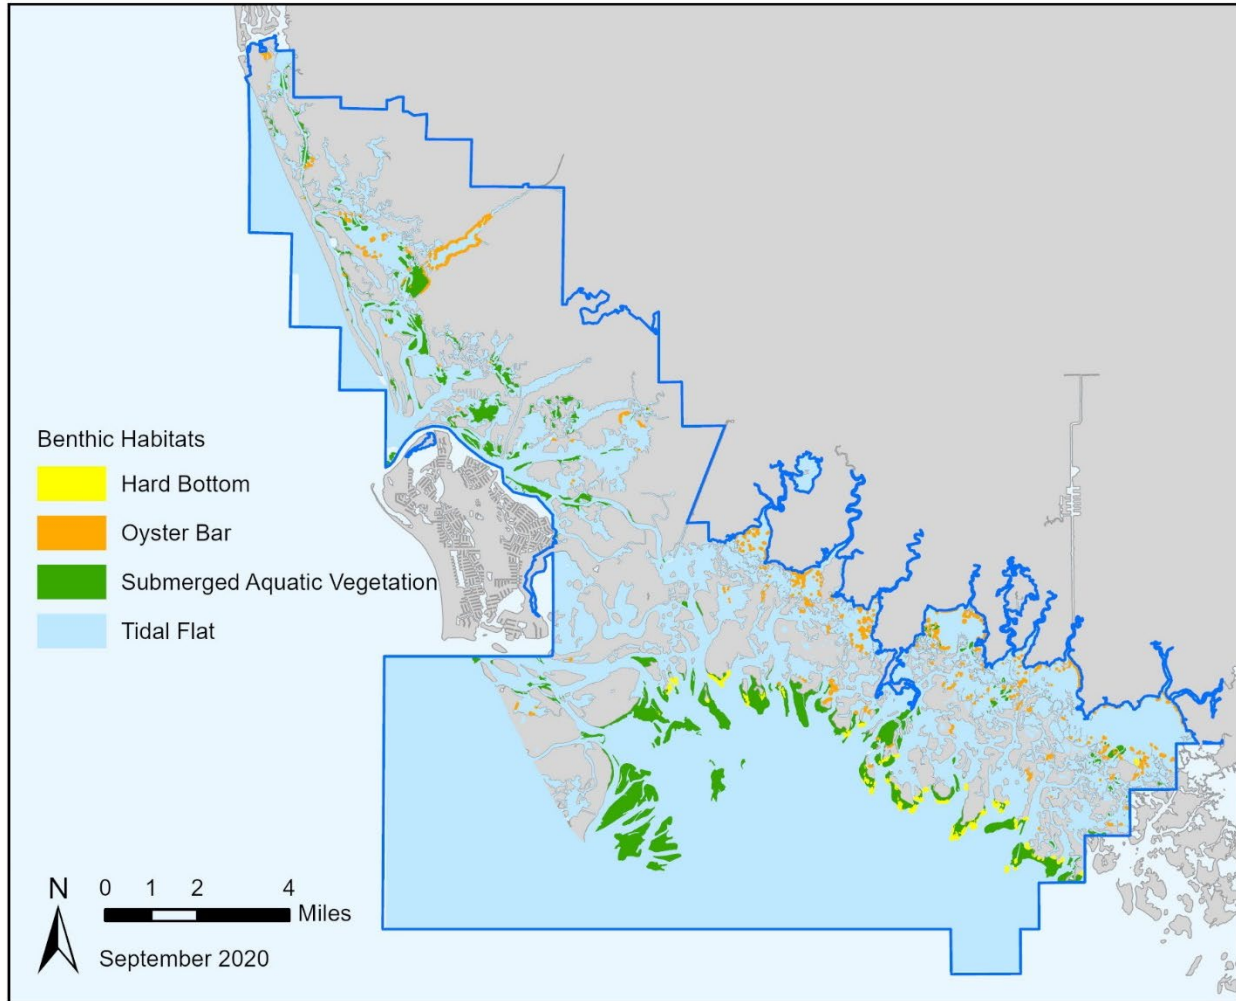 Benthic Habitats
Hard Bottom
Oyster Bar
Submerged Aquatic Vegetation
Tidal Flat
N
0 1 2 4
Miles
September 2020